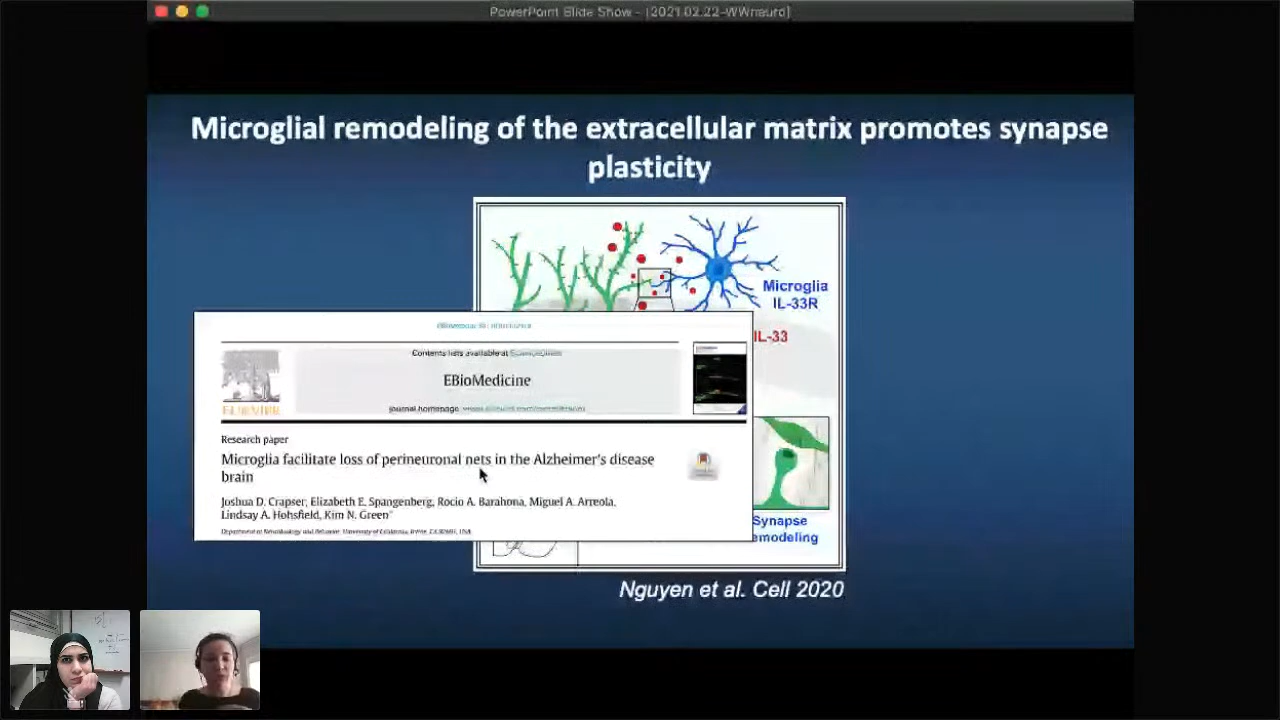 PowerPoint Slide Show - [2021.02.22-WWneuro]
Microglial remodeling of the extracellular matrix promotes synapse
plasticity
Microglia
IL-33R
IL-33
Contents lists available at ScienceDirect
EBioMedicine
journal homepage:
ELSEVIER
Research paper
Microglia facilitate loss of perineuronal nets in the Alzheimer's disease
brain
Joshua D. Crapser, Elizabeth E. Spangenberg, Rocio A. Barahona, Miguel A. Arreola,
Lindsay A. Hohsfield, Kim N. Green*
Department of Neurobiology and Behavior, University of California, Irvine, CA 92697, USA
Synapse
emodeling
Nguyen et al. Cell 2020